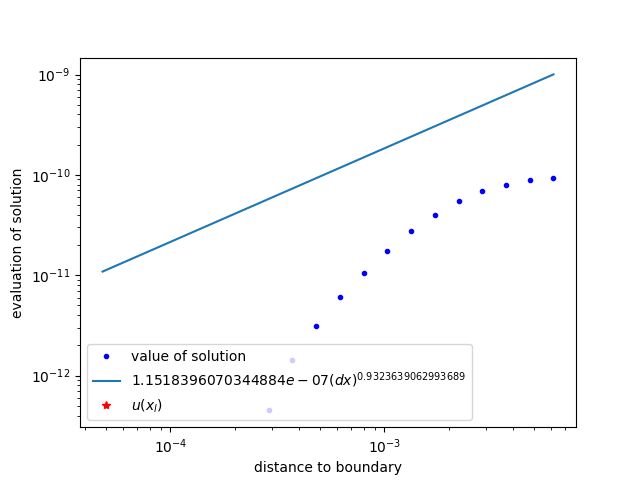 10⁻⁹
10⁻¹⁰
10⁻¹¹
10⁻¹²
evaluation of solution
value of solution
1.1518396070344884e − 07(dx)^0.9323639062993689
u(x_l)
10⁻⁴ 10⁻³
distance to boundary